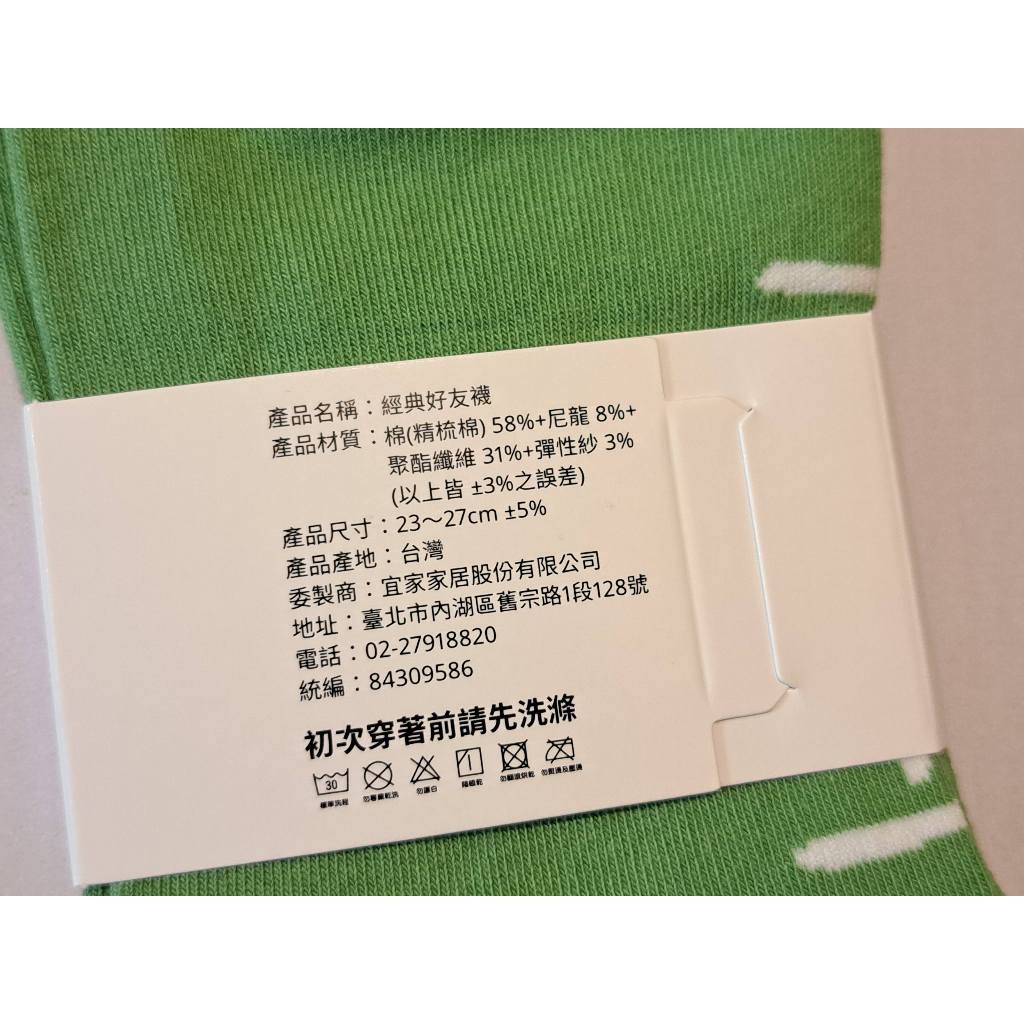 產品名稱：經典好友襪
產品材質：棉(精梳棉) 58%+尼龍 8%+
聚酯纖維 31%+彈性紗 3%
(以上皆 ±3%之誤差)
產品尺寸：23～27cm ±5%
產品產地：台灣
委製商：宜家家居股份有限公司
地址：臺北市內湖區舊宗路1段128號
電話：02-27918820
統編：84309586
初次穿著前請先洗滌
30
勿漂白